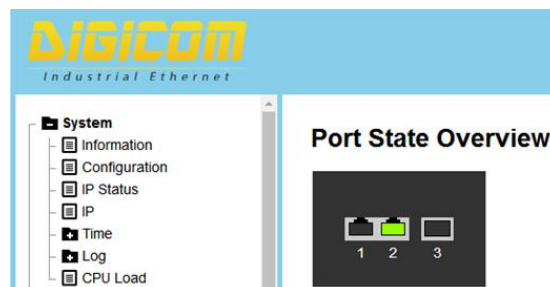 DIGICOM
Industrial Ethernet
System
Information
Configuration
IP Status
IP
Time
Log
CPU Load
Port State Overview
1 2 3